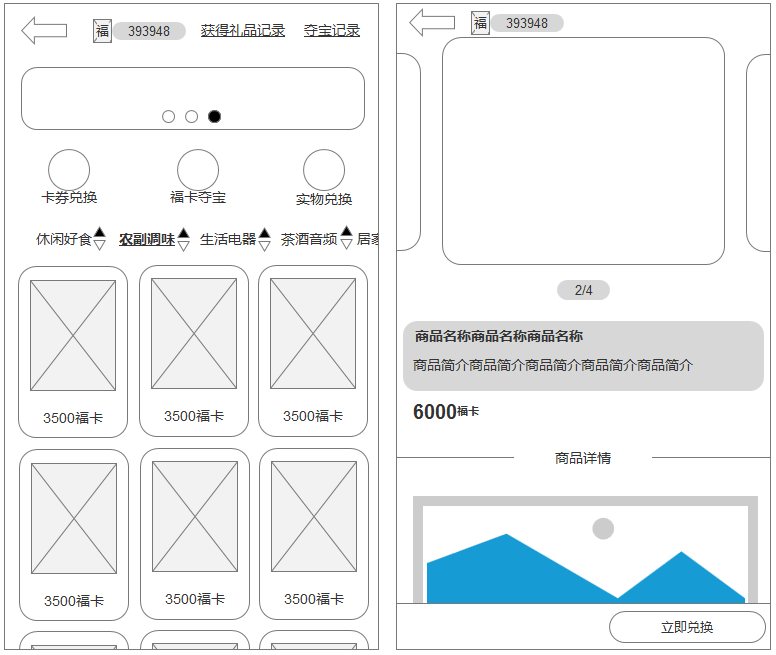 福 393948 获得礼品记录 夺宝记录
卡券兑换 福卡夺宝 实物兑换
休闲好食 农副调味 生活电器 茶酒音频 居家
3500福卡 3500福卡 3500福卡
3500福卡 3500福卡 3500福卡
福 393948
2/4
商品名称商品名称商品名称
商品简介商品简介商品简介商品简介商品简介
6000福卡
商品详情
立即兑换